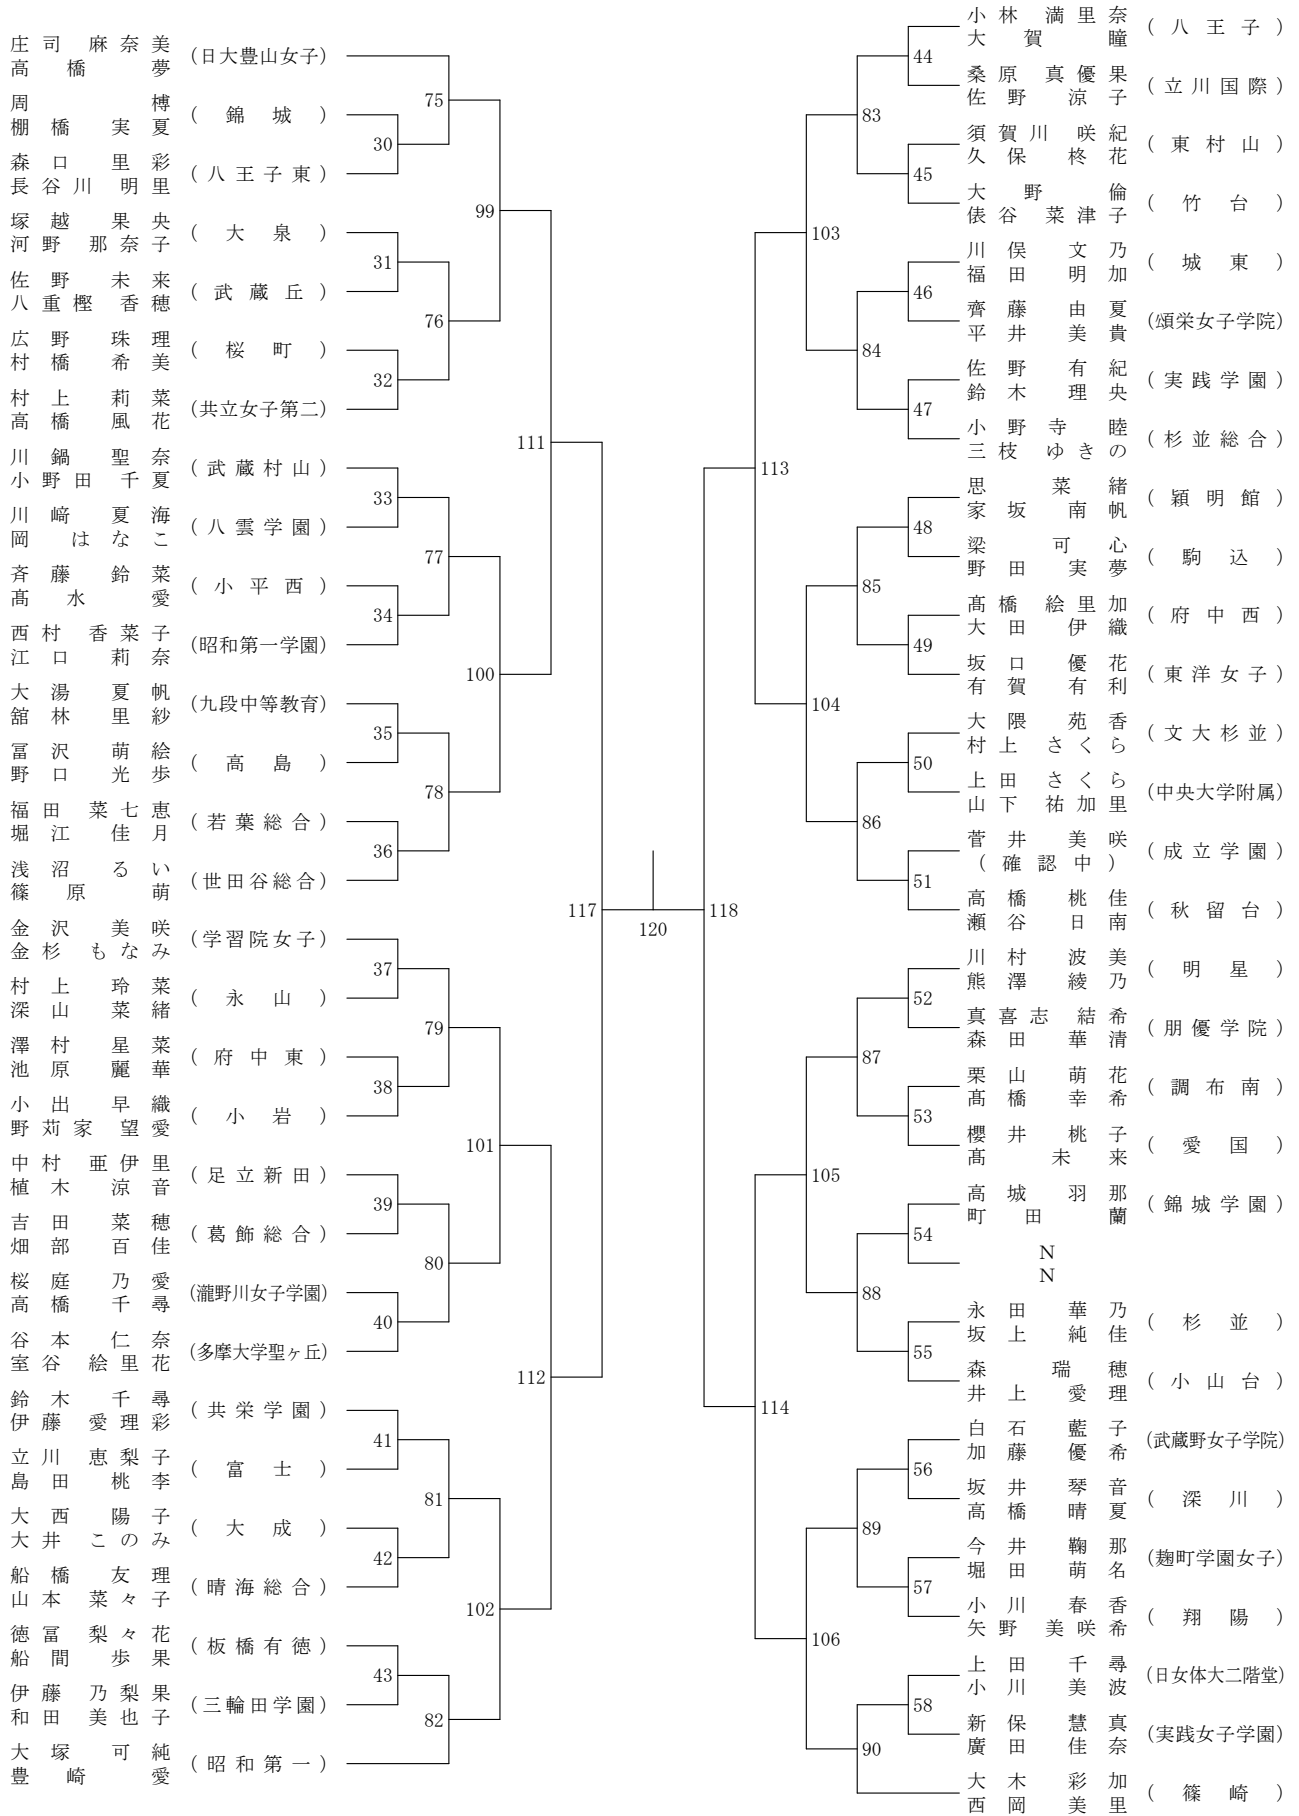 庄司 麻奈美
高橋 夢
(日大豊山女子)
周 榑
棚橋 実夏
(錦城)
森口 里彩
長谷川 明里
(八王子東)
塚越 果央
河野 那奈子
(大泉)
佐野 未来
八重樫 香穂
(武蔵丘)
広野 珠理
村橋 希美
(桜町)
村上 莉菜
高橋 風花
(共立女子第二)
川鍋 聖奈
小野田 千夏
(武蔵村山)
川﨑 夏海
岡 はなこ
(八雲学園)
斉藤 鈴菜
髙水 愛
(小平西)
西村 香菜子
江口 莉奈
(昭和第一学園)
大湯 夏帆
舘林 里紗
(九段中等教育)
冨沢 萌絵
野口 光歩
(高島)
福田 菜七恵
堀江 佳月
(若葉総合)
浅沼 るい
篠原 萌
(世田谷総合)
金沢 美咲
金杉 もなみ
(学習院女子)
村上 玲菜
深山 菜緒
(永山)
澤村 星菜
池原 麗華
(府中東)
小出 早織
野苅家 望愛
(小岩)
中村 亜伊里
植木 涼音
(足立新田)
吉田 菜穂
畑部 百佳
(葛飾総合)
桜庭 乃愛
高橋 千尋
(瀧野川女子学園)
谷本 仁奈
室谷 絵里花
(多摩大学聖ヶ丘)
鈴木 千尋
伊藤 愛理彩
(共栄学園)
立川 恵梨子
島田 桃李
(富士)
大西 陽子
大井 このみ
(大成)
船橋 友理
山本 菜々子
(晴海総合)
徳冨 梨々花
船間 歩果
(板橋有徳)
伊藤 乃梨果
和田 美也子
(三輪田学園)
大塚 可純
豊崎 愛
(昭和第一)
30
31
32
33
34
35
36
37
38
39
40
41
42
43
75
76
77
78
79
80
81
82
99
100
101
102
111
112
117
120
118
113
114
103
104
105
106
83
84
85
86
87
88
89
90
44
45
46
47
48
49
50
51
52
53
54
55
56
57
58
小林 満里奈
大賀 瞳
(八王子)
桑原 真優果
佐野 涼子
(立川国際)
須賀川 咲紀
久保 柊花
(東村山)
大野 倫
俵谷 菜津子
(竹台)
川俣 文乃
福田 明加
(城東)
齊藤 由夏
平井 美貴
(頌栄女子学院)
佐野 有紀
鈴木 理央
(実践学園)
小野寺 睦
三枝 ゆきの
(杉並総合)
思 菜緒
家坂 南帆
(穎明館)
梁 可心
野田 実夢
(駒込)
髙橋 絵里加
大田 伊織
(府中西)
坂口 優花
有賀 有利
(東洋女子)
大隈 苑香
村上 さくら
(文大杉並)
上田 さくら
山下 祐加里
(中央大学附属)
菅井 美咲
(確認中)
(成立学園)
高橋 桃佳
瀬谷 日南
(秋留台)
川村 波美
熊澤 綾乃
(明星)
真喜志 結希
森田 華清
(朋優学院)
栗山 萌花
髙橋 幸希
(調布南)
櫻井 桃子
髙 未来
(愛国)
高城 羽那
町田 蘭
(錦城学園)
N
N
永田 華乃
坂上 純佳
(杉並)
森 瑞穂
井上 愛理
(小山台)
白石 藍子
加藤 優希
(武蔵野女子学院)
坂井 琴音
高橋 晴夏
(深川)
今井 鞠那
堀田 萌名
(麹町学園女子)
小川 春香
矢野 美咲希
(翔陽)
上田 千尋
小川 美波
(日女体大二階堂)
新保 慧真
廣田 佳奈
(実践女子学園)
大木 彩加
西岡 美里
(篠崎)